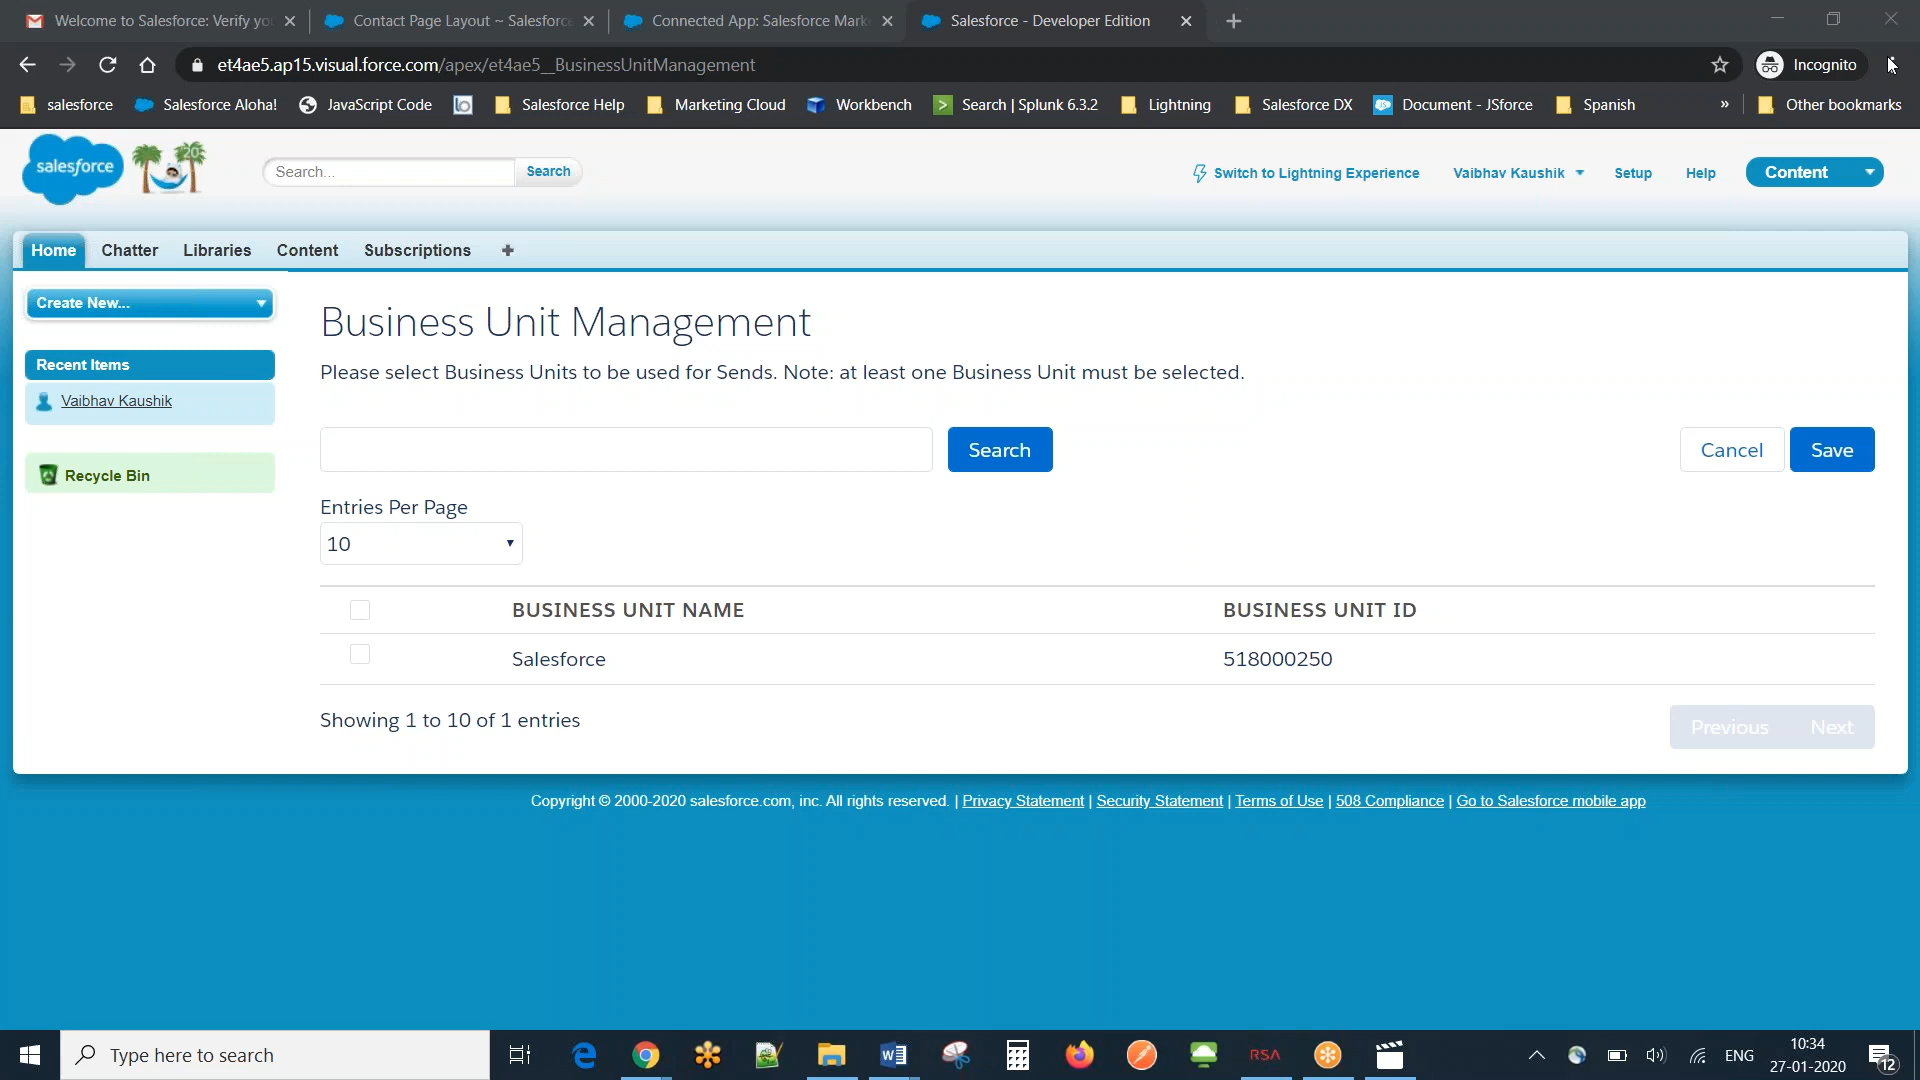 Welcome to Salesforce: Verify yo
Contact Page Layout ~ Salesforc
Connected App: Salesforce Mark
Salesforce - Developer Edition
et4ae5.ap15.visual.force.com/apex/et4ae5__BusinessUnitManagement
Incognito
salesforce
Salesforce Aloha!
JavaScript Code
Salesforce Help
Marketing Cloud
Workbench
Search | Splunk 6.3.2
Lightning
Salesforce DX
Document - JSforce
Spanish
»
Other bookmarks
salesforce
20
Search...
Search
Switch to Lightning Experience
Vaibhav Kaushik
Setup
Help
Content
Home
Chatter
Libraries
Content
Subscriptions
+
Create New...
Recent Items
Vaibhav Kaushik
Recycle Bin
Business Unit Management
Please select Business Units to be used for Sends. Note: at least one Business Unit must be selected.
Search
Cancel
Save
Entries Per Page
10
BUSINESS UNIT NAME
BUSINESS UNIT ID
Salesforce
518000250
Showing 1 to 10 of 1 entries
Previous
Next
Copyright © 2000-2020 salesforce.com, inc. All rights reserved. | Privacy Statement | Security Statement | Terms of Use | 508 Compliance | Go to Salesforce mobile app
Type here to search
RSA
ENG
10:34
27-01-2020
12